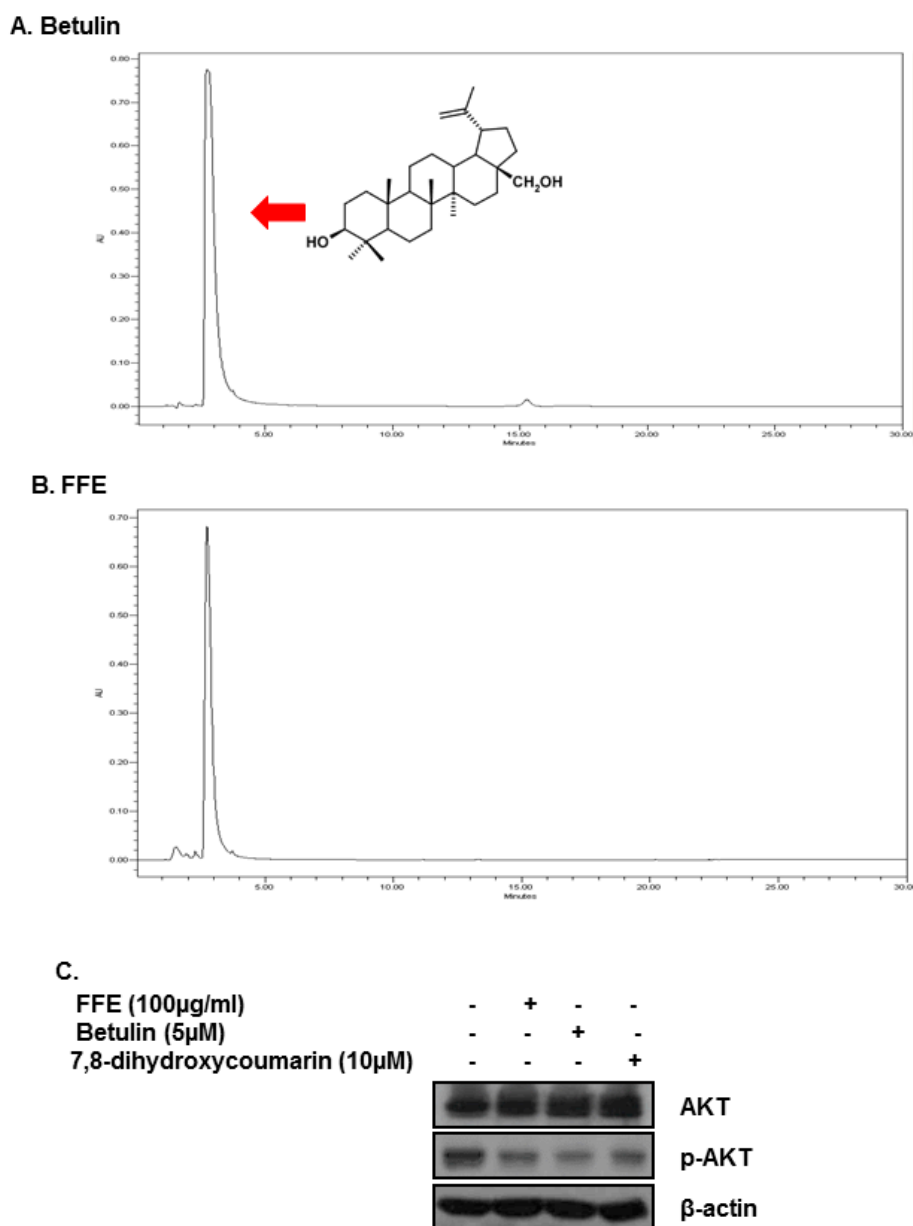 A. Betulin
0.80
0.70
0.60
0.50
0.40
0.30
0.20
0.10
0.00
AU
CH2OH
HO
5.00 10.00 15.00 20.00 25.00 30.00
Minutes
B. FFE
0.70
0.60
0.50
0.40
0.30
0.20
0.10
0.00
AU
5.00 10.00 15.00 20.00 25.00 30.00
Minutes
C.
FFE (100µg/ml) - + - -
Betulin (5µM) - - + -
7,8-dihydroxycoumarin (10µM) - - - +
AKT
p-AKT
β-actin